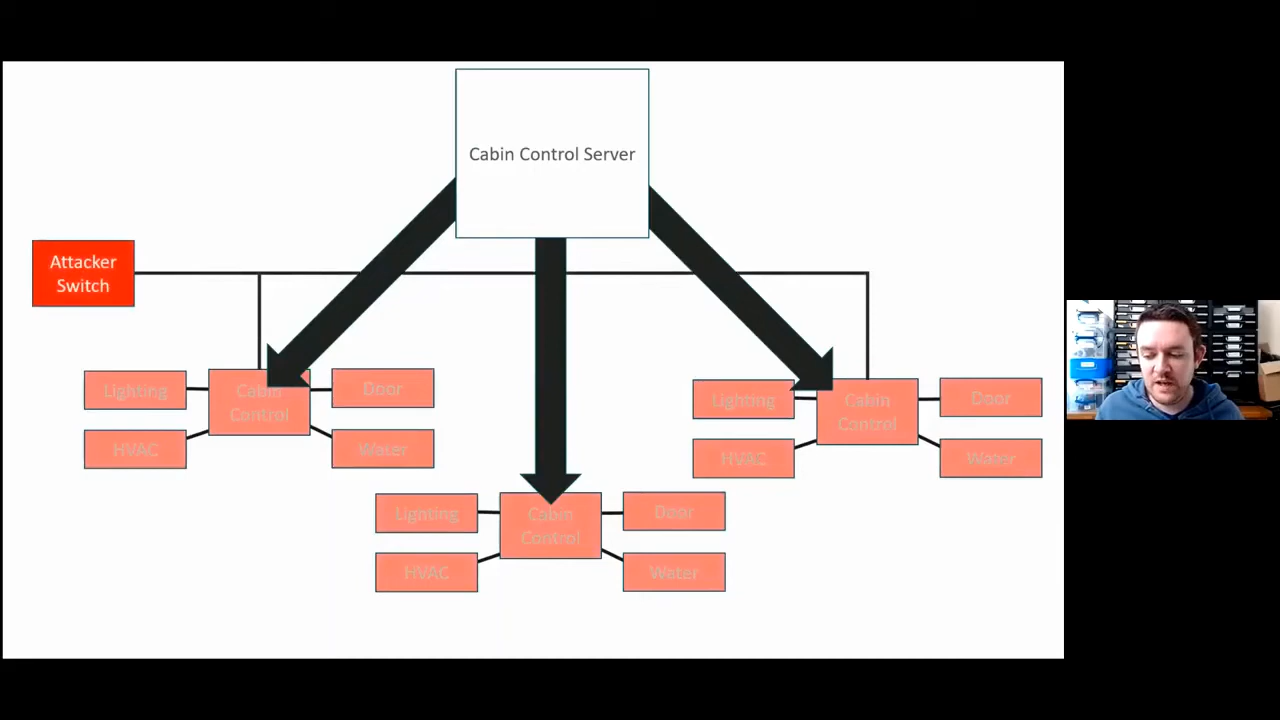 Cabin Control Server
Attacker
Switch
Lighting
Cabin
Control
Door
HVAC
Water
Lighting
Cabin
Control
Door
HVAC
Water
Lighting
Cabin
Control
Door
HVAC
Water